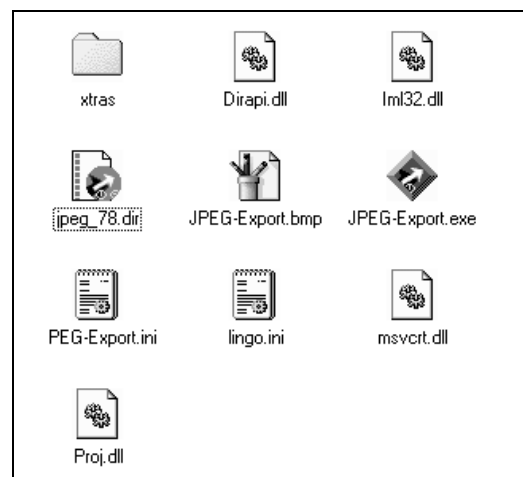 xtras
Dirapi.dll
Iml32.dll
jpeg_78.dir
JPEG-Export.bmp
JPEG-Export.exe
PEG-Export.ini
lingo.ini
msvcrt.dll
Proj.dll